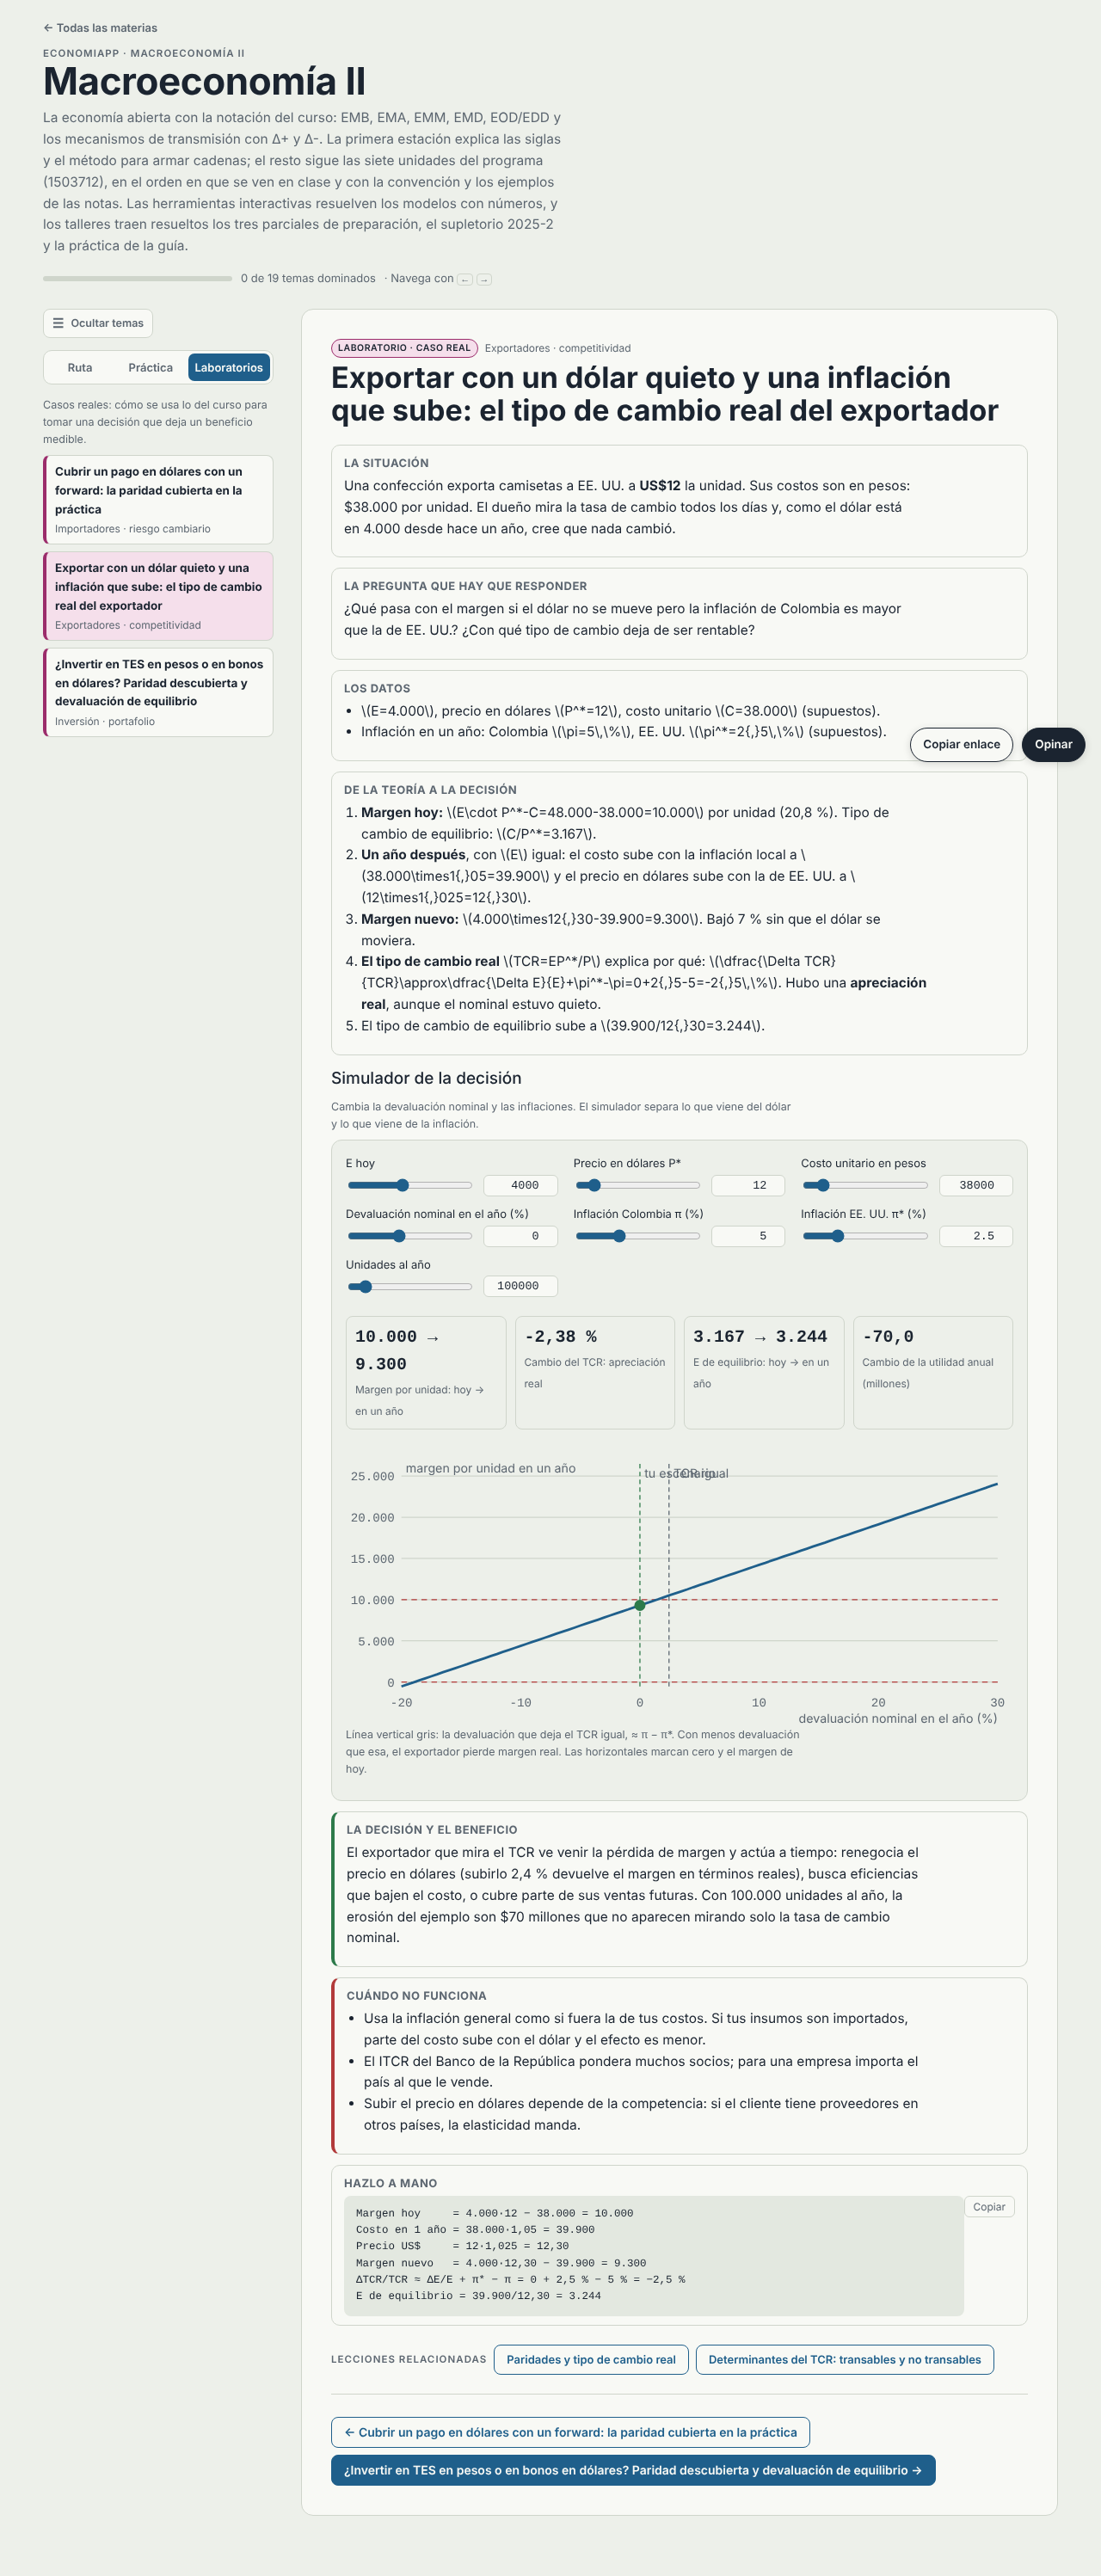 ← Todas las materias
ECONOMIAPP · MACROECONOMÍA II
Macroeconomía II
La economía abierta con la notación del curso: EMB, EMA, EMM, EMD, EOD/EDD y
los mecanismos de transmisión con Δ+ y Δ-. La primera estación explica las siglas
y el método para armar cadenas; el resto sigue las siete unidades del programa
(1503712), en el orden en que se ven en clase y con la convención y los ejemplos
de las notas. Las herramientas interactivas resuelven los modelos con números, y
los talleres traen resueltos los tres parciales de preparación, el supletorio 2025-2
y la práctica de la guía.
0 de 19 temas dominados · Navega con ← →
☰ Ocultar temas
Ruta Práctica Laboratorios
Casos reales: cómo se usa lo del curso para
tomar una decisión que deja un beneficio
medible.
Cubrir un pago en dólares con un
forward: la paridad cubierta en la
práctica
Importadores · riesgo cambiario
Exportar con un dólar quieto y una
inflación que sube: el tipo de cambio
real del exportador
Exportadores · competitividad
¿Invertir en TES en pesos o en bonos
en dólares? Paridad descubierta y
devaluación de equilibrio
Inversión · portafolio
LABORATORIO · CASO REAL Exportadores · competitividad
Exportar con un dólar quieto y una inflación
que sube: el tipo de cambio real del exportador
LA SITUACIÓN
Una confección exporta camisetas a EE. UU. a US$12 la unidad. Sus costos son en pesos:
$38.000 por unidad. El dueño mira la tasa de cambio todos los días y, como el dólar está
en 4.000 desde hace un año, cree que nada cambió.
LA PREGUNTA QUE HAY QUE RESPONDER
¿Qué pasa con el margen si el dólar no se mueve pero la inflación de Colombia es mayor
que la de EE. UU.? ¿Con qué tipo de cambio deja de ser rentable?
LOS DATOS
• \(E=4.000\), precio en dólares \(P^*=12\), costo unitario \(C=38.000\) (supuestos).
• Inflación en un año: Colombia \(\pi=5\,\%\), EE. UU. \(\pi^*=2{,}5\,\%\) (supuestos).
Copiar enlace Opinar
DE LA TEORÍA A LA DECISIÓN
1. Margen hoy: \(E\cdot P^*-C=48.000-38.000=10.000\) por unidad (20,8 %). Tipo de
cambio de equilibrio: \(C/P^*=3.167\).
2. Un año después, con \(E\) igual: el costo sube con la inflación local a \
(38.000\times1{,}05=39.900\) y el precio en dólares sube con la de EE. UU. a \
(12\times1{,}025=12{,}30\).
3. Margen nuevo: \(4.000\times12{,}30-39.900=9.300\). Bajó 7 % sin que el dólar se
moviera.
4. El tipo de cambio real \(TCR=EP^*/P\) explica por qué: \(\dfrac{\Delta TCR}
{TCR}\approx\dfrac{\Delta E}{E}+\pi^*-\pi=0+2{,}5-5=-2{,}5\,\%\). Hubo una apreciación
real, aunque el nominal estuvo quieto.
5. El tipo de cambio de equilibrio sube a \(39.900/12{,}30=3.244\).
Simulador de la decisión
Cambia la devaluación nominal y las inflaciones. El simulador separa lo que viene del dólar
y lo que viene de la inflación.
E hoy Precio en dólares P* Costo unitario en pesos
4000 12 38000
Devaluación nominal en el año (%) Inflación Colombia π (%) Inflación EE. UU. π* (%)
0 5 2.5
Unidades al año
100000
10.000 →
9.300
Margen por unidad: hoy →
en un año
-2,38 %
Cambio del TCR: apreciación
real
3.167 → 3.244
E de equilibrio: hoy → en un
año
-70,0
Cambio de la utilidad anual
(millones)
margen por unidad en un año
tu escenario
TCR igual
25.000
20.000
15.000
10.000
5.000
0
-20 -10 0 10 20 30
devaluación nominal en el año (%)
Línea vertical gris: la devaluación que deja el TCR igual, ≈ π − π*. Con menos devaluación
que esa, el exportador pierde margen real. Las horizontales marcan cero y el margen de
hoy.
LA DECISIÓN Y EL BENEFICIO
El exportador que mira el TCR ve venir la pérdida de margen y actúa a tiempo: renegocia el
precio en dólares (subirlo 2,4 % devuelve el margen en términos reales), busca eficiencias
que bajen el costo, o cubre parte de sus ventas futuras. Con 100.000 unidades al año, la
erosión del ejemplo son $70 millones que no aparecen mirando solo la tasa de cambio
nominal.
CUÁNDO NO FUNCIONA
• Usa la inflación general como si fuera la de tus costos. Si tus insumos son importados,
parte del costo sube con el dólar y el efecto es menor.
• El ITCR del Banco de la República pondera muchos socios; para una empresa importa el
país al que le vende.
• Subir el precio en dólares depende de la competencia: si el cliente tiene proveedores en
otros países, la elasticidad manda.
HAZLO A MANO
Copiar
Margen hoy = 4.000·12 − 38.000 = 10.000
Costo en 1 año = 38.000·1,05 = 39.900
Precio US$ = 12·1,025 = 12,30
Margen nuevo = 4.000·12,30 − 39.900 = 9.300
ΔTCR/TCR ≈ ΔE/E + π* − π = 0 + 2,5 % − 5 % = −2,5 %
E de equilibrio = 39.900/12,30 = 3.244
LECCIONES RELACIONADAS Paridades y tipo de cambio real Determinantes del TCR: transables y no transables
← Cubrir un pago en dólares con un forward: la paridad cubierta en la práctica
¿Invertir en TES en pesos o en bonos en dólares? Paridad descubierta y devaluación de equilibrio →